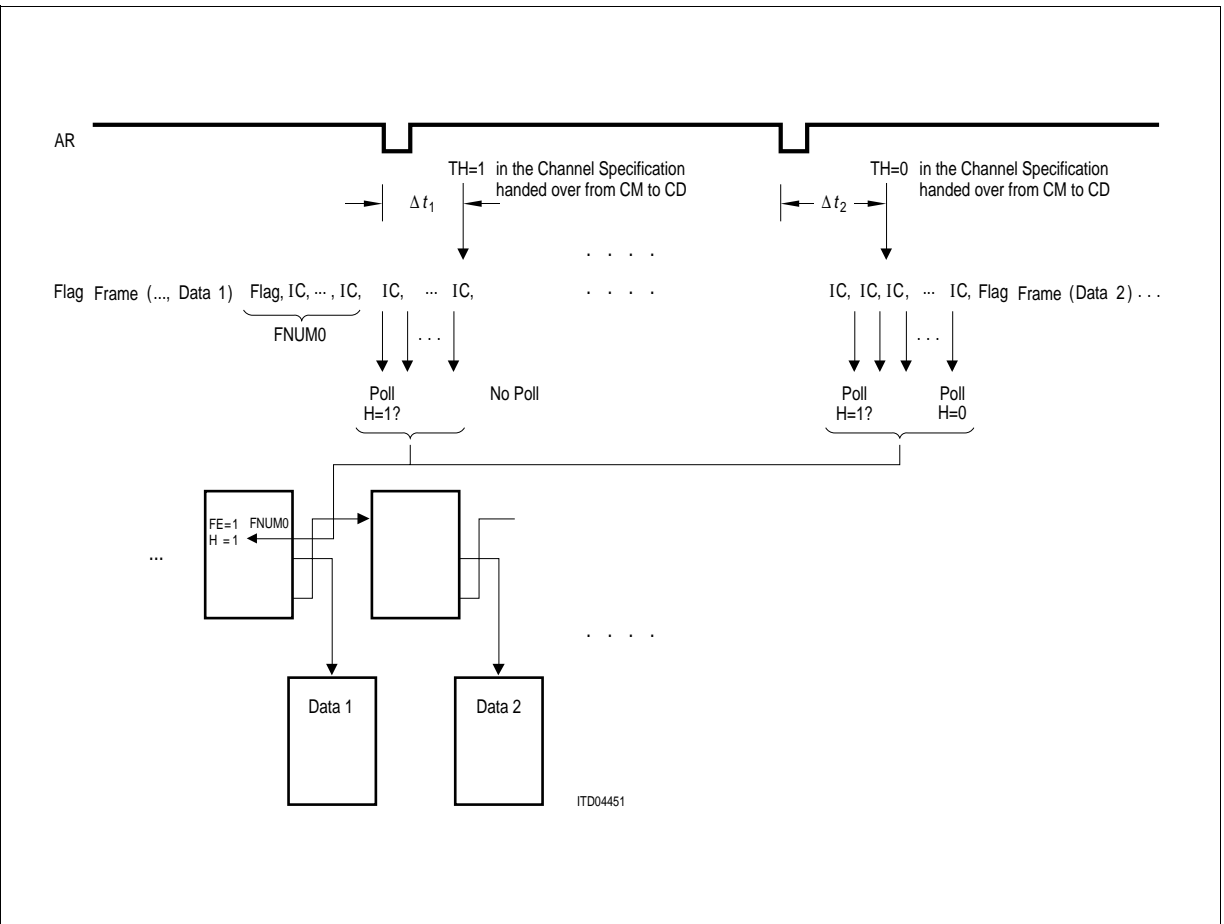 AR
TH=1 in the Channel Specification
handed over from CM to CD
TH=0 in the Channel Specification
handed over from CM to CD
Δt1
Δt2
. . . .
Flag Frame (..., Data 1) Flag, IC, ... , IC, IC, ... IC, . . . . IC, IC, IC, ... IC, Flag Frame (Data 2) . . .
FNUM0
. . .
. . .
Poll
H=1?
No Poll
Poll
H=1?
Poll
H=0
FE=1 FNUM0
H =1
...
. . . .
Data 1
Data 2
ITD04451